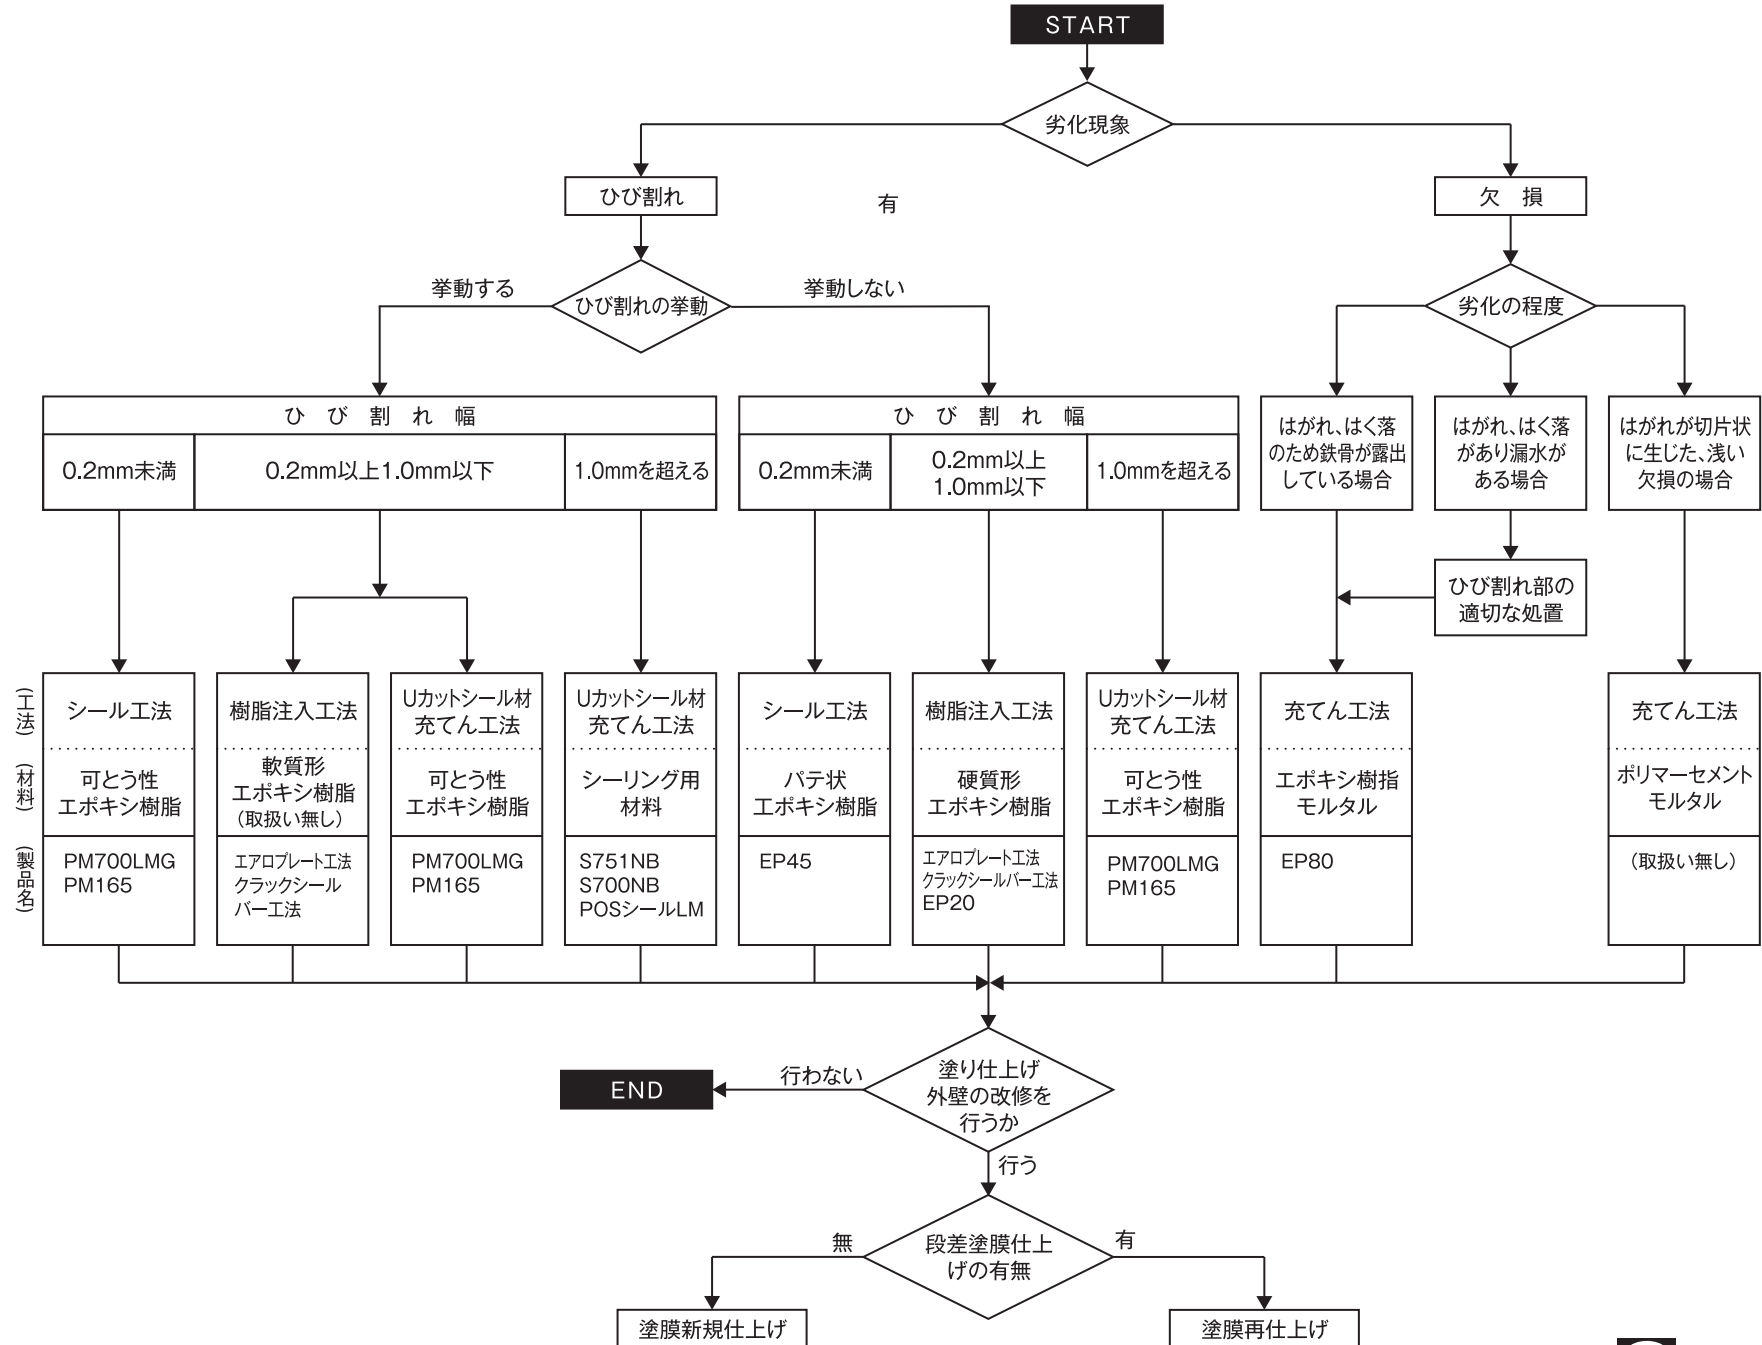 START
劣化現象
ひび割れ
有
欠　損
挙動する
ひび割れの挙動
挙動しない
劣化の程度
ひ び 割 れ 幅
0.2mm未満
0.2mm以上1.0mm以下
1.0mmを超える
ひ び 割 れ 幅
0.2mm未満
0.2mm以上
1.0mm以下
1.0mmを超える
はがれ、はく落
のため鉄骨が露出
している場合
はがれ、はく落
があり漏水が
ある場合
はがれが切片状
に生じた、浅い
欠損の場合
ひび割れ部の
適切な処置
(工法)
シール工法
樹脂注入工法
Uカットシール材
充てん工法
Uカットシール材
充てん工法
シール工法
樹脂注入工法
Uカットシール材
充てん工法
充てん工法
充てん工法
(材料)
可とう性
エポキシ樹脂
軟質形
エポキシ樹脂
（取扱い無し）
可とう性
エポキシ樹脂
シーリング用
材料
パテ状
エポキシ樹脂
硬質形
エポキシ樹脂
可とう性
エポキシ樹脂
エポキシ樹指
モルタル
ポリマーセメント
モルタル
(製品名)
PM700LMG
PM165
エアロプレート工法
クラックシール
バー工法
PM700LMG
PM165
S751NB
S700NB
POSシールLM
EP45
エアロプレート工法
クラックシールバー工法
EP20
PM700LMG
PM165
EP80
（取扱い無し）
END
行わない
塗り仕上げ
外壁の改修を
行うか
行う
無
段差塗膜仕上
げの有無
有
塗膜新規仕上げ
塗膜再仕上げ